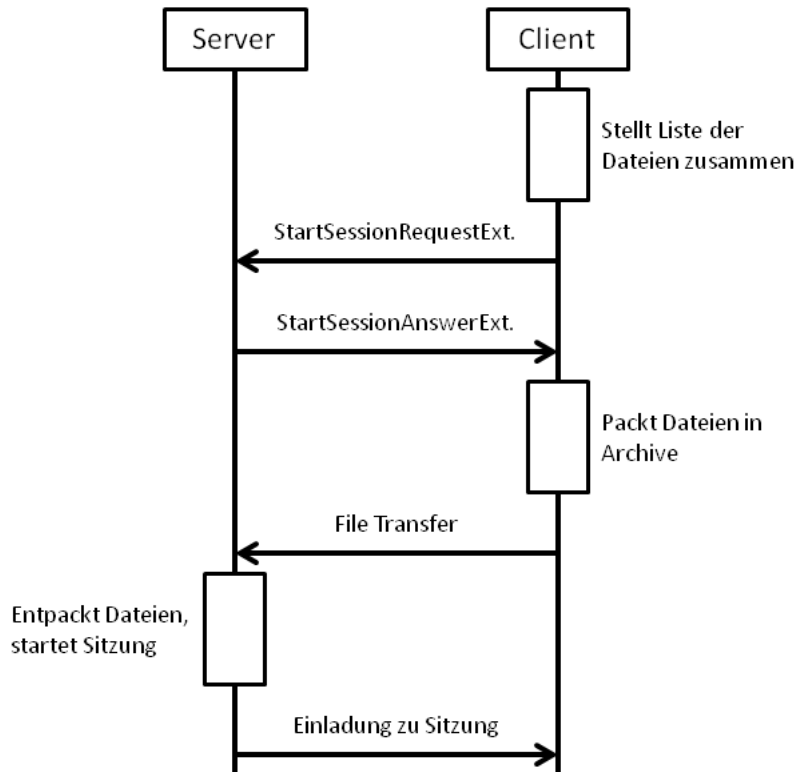 Server
Client
Stellt Liste der
Dateien zusammen
StartSessionRequestExt.
StartSessionAnswerExt.
Packt Dateien in
Archive
File Transfer
Entpackt Dateien,
startet Sitzung
Einladung zu Sitzung